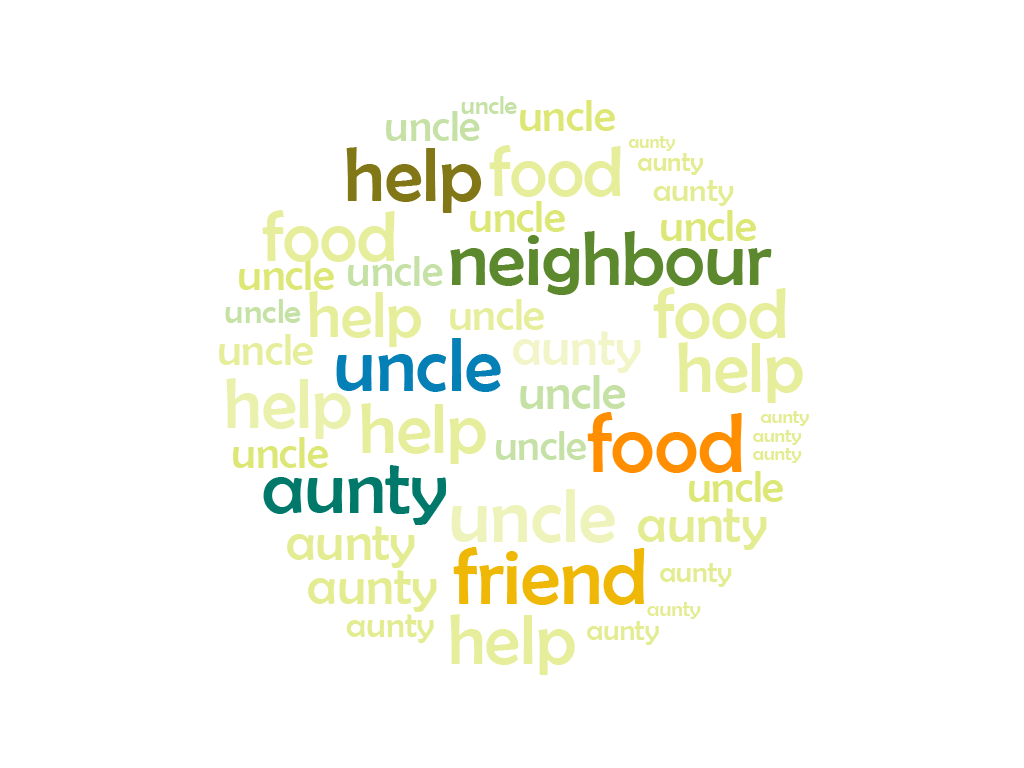 uncle
uncle uncle
aunty
help food aunty
aunty
uncle uncle
food neighbour
uncle uncle
uncle help uncle food
uncle uncle aunty help
help uncle
help uncle food aunty
aunty
uncle aunty
aunty uncle uncle
aunty aunty
aunty friend aunty
aunty
aunty help aunty